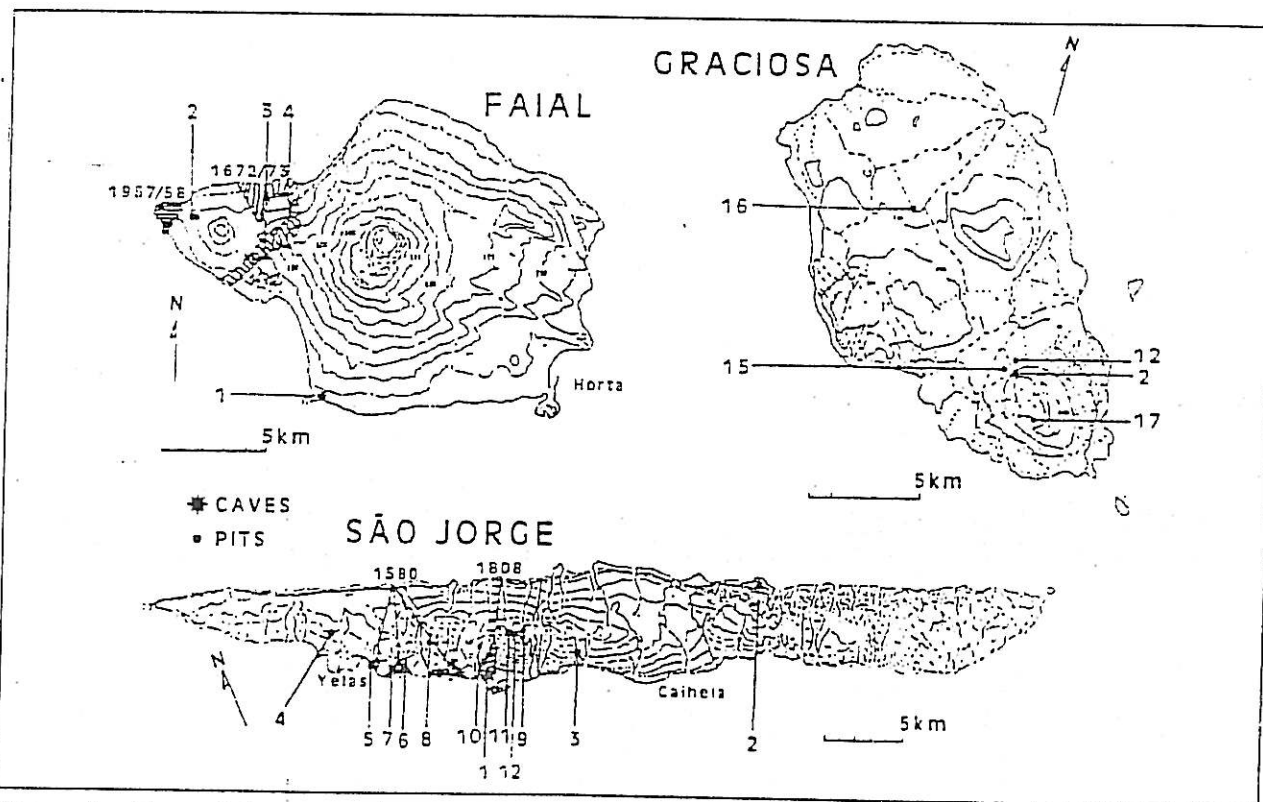 GRACIOSA
N
FAIAL
2 3 4
1672/73
1957/58
16
N
15
12
2
1
Horta
17
5km
5km
CAVES
PITS
SÃO JORGE
1580
1808
N
Velas
Calheta
4
5km
5 7 6 8 10 11 9 3 2
1 12